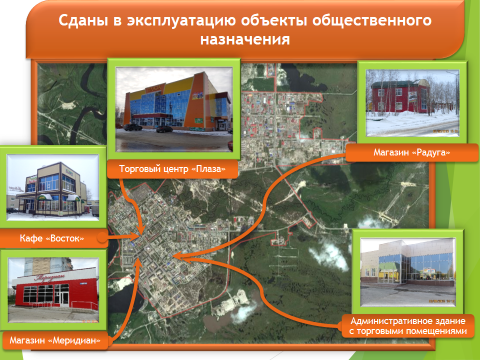 Сданы в эксплуатацию объекты общественного
назначения
Торговый центр «Плаза»
Магазин «Радуга»
Кафе «Восток»
Магазин «Меридиан»
Административное здание
с торговыми помещениями